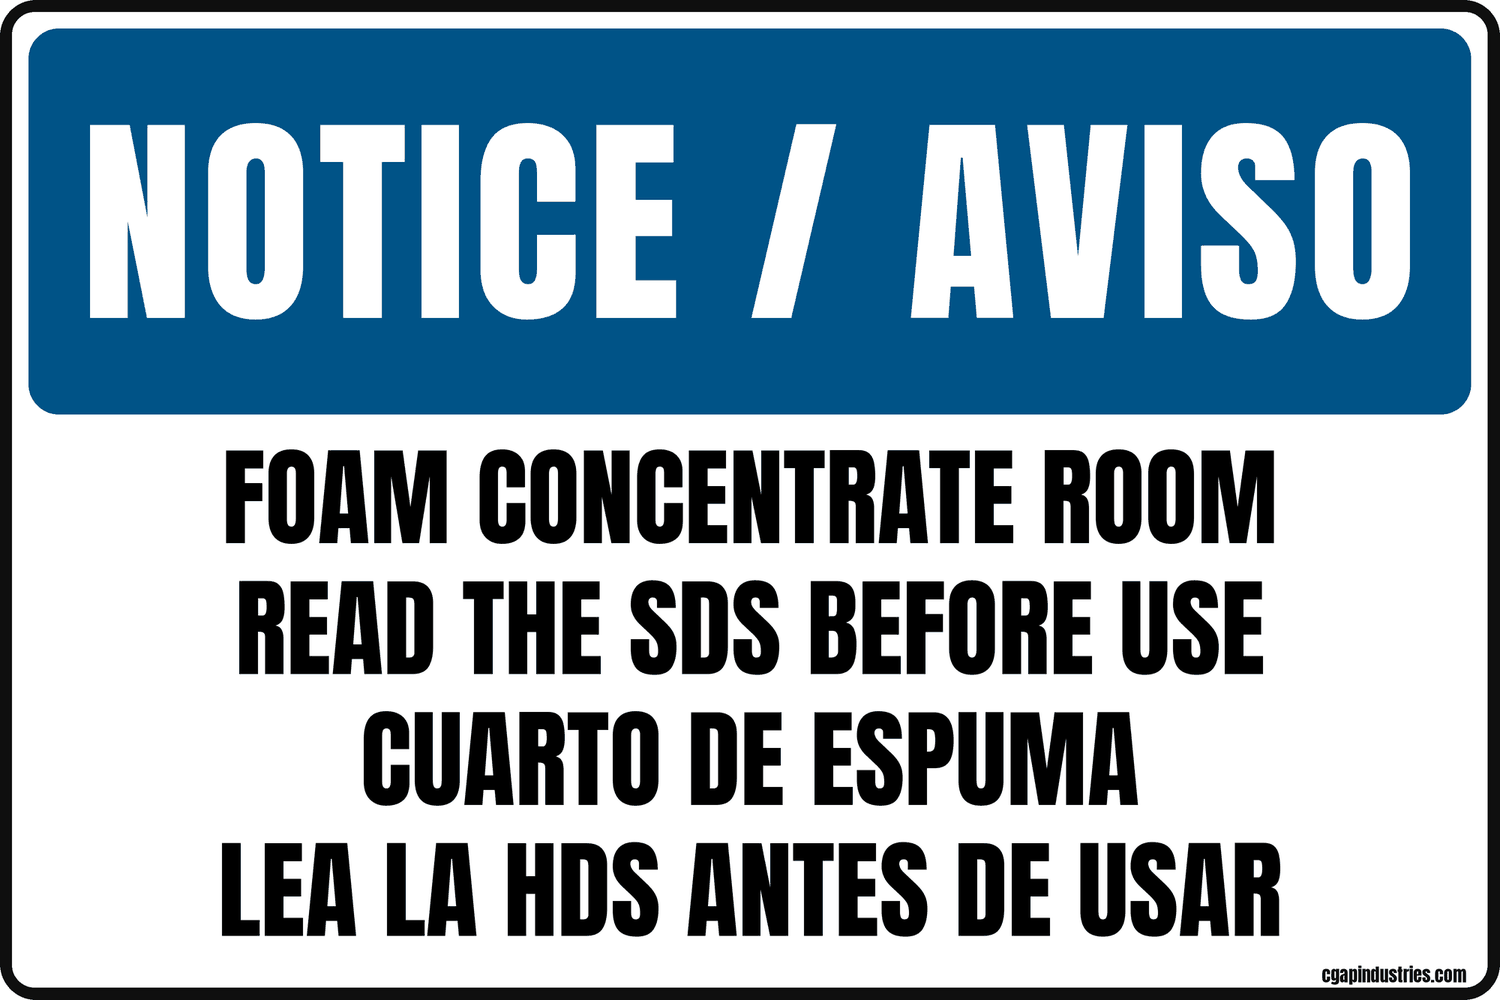 NOTICE / AVISO
FOAM CONCENTRATE ROOM
READ THE SDS BEFORE USE
CUARTO DE ESPUMA
LEA LA HDS ANTES DE USAR
cgapindustries.com